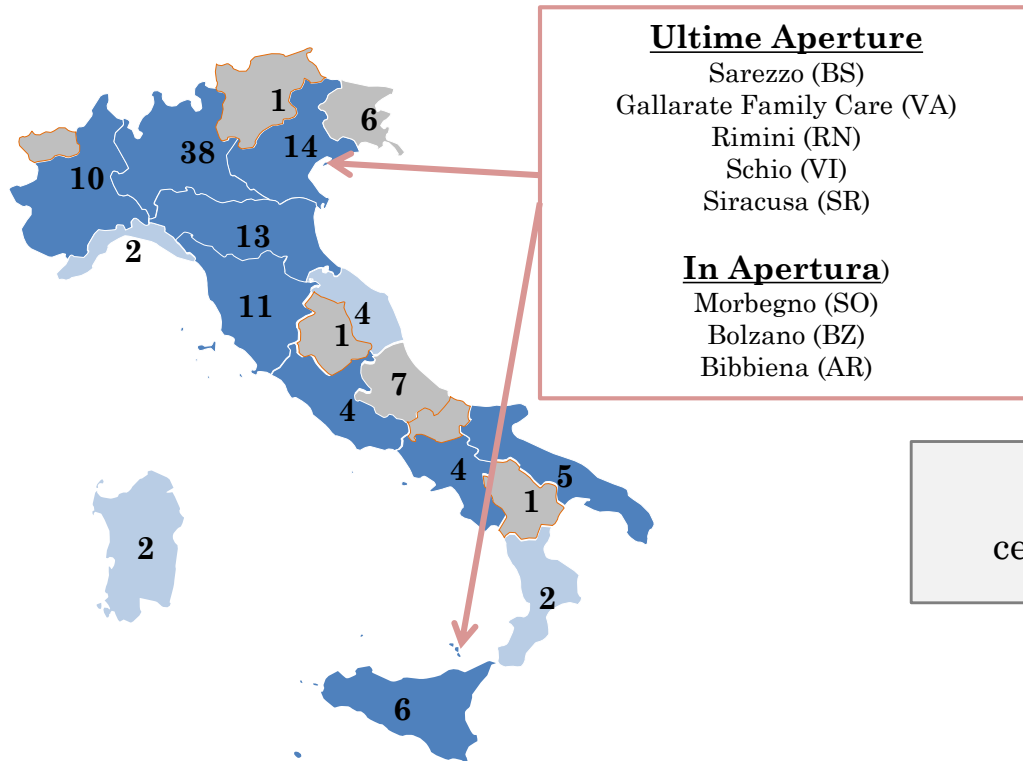 Ultime Aperture
Sarezzo (BS)
Gallarate Family Care (VA)
Rimini (RN)
Schio (VI)
Siracusa (SR)
In Apertura)
Morbegno (SO)
Bolzano (BZ)
Bibbiena (AR)
1
6
38
14
10
13
2
11
4
1
7
4
4
5
1
2
2
6
ce